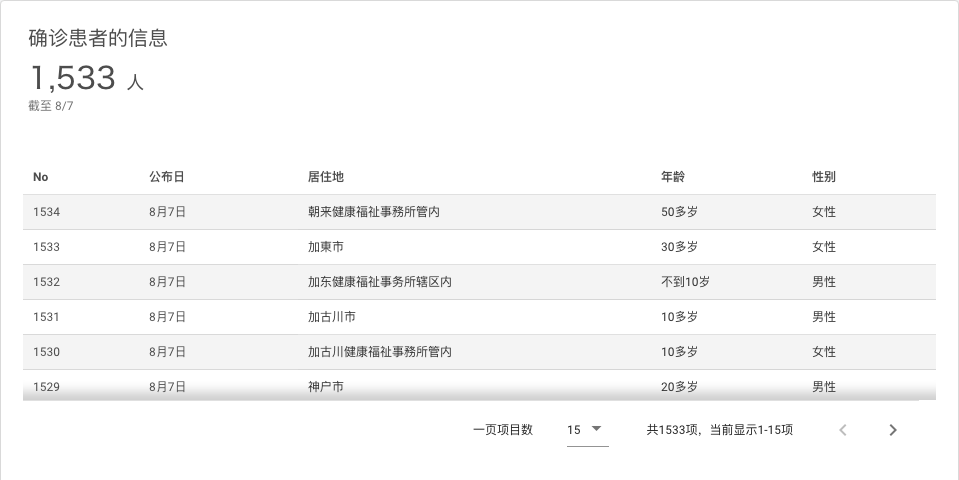 确诊患者的信息
1,533 人
截至 8/7
No 公布日 居住地 年龄 性别
1534 8月7日 朝来健康福祉事務所管内 50多岁 女性
1533 8月7日 加東市 30多岁 女性
1532 8月7日 加东健康福祉事务所辖区内 不到10岁 男性
1531 8月7日 加古川市 10多岁 男性
1530 8月7日 加古川健康福祉事務所管内 10多岁 女性
1529 8月7日 神户市 20多岁 男性
一页项目数 15 共1533项，当前显示1-15项